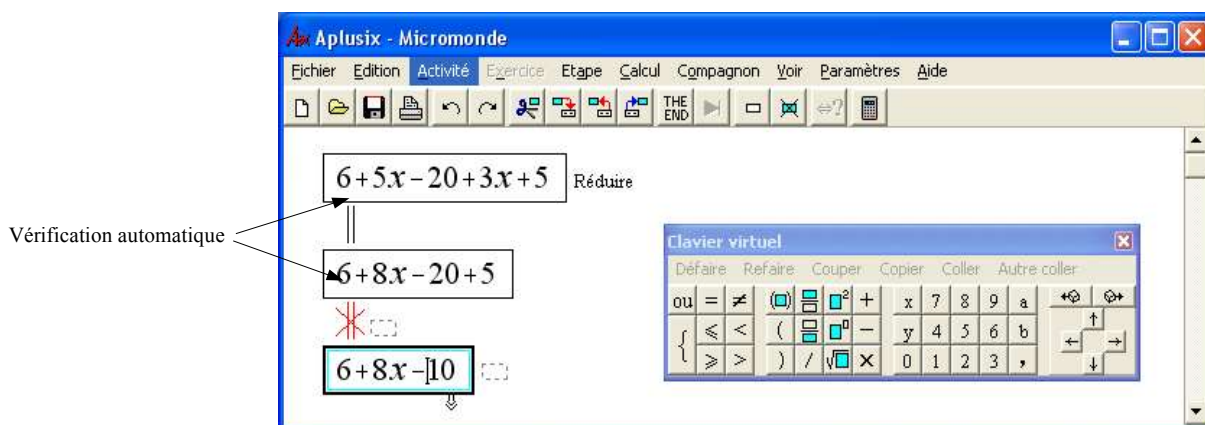 Aplusix - Micromonde
Fichier Edition Activité Exercice Etape Calcul Compagnon Voir Paramètres Aide
THE END ⇔?
6+5x−20+3x+5 Réduire
Vérification automatique
6+8x−20+5
6+8x−10
Clavier virtuel
Défaire Refaire Couper Copier Coller Autre coller
ou = ≠ (□) □² + x 7 8 9 a
{ ⩽ < ( □ⁿ − y 4 5 6 b
⩾ > ) / √□ × 0 1 2 3 ,